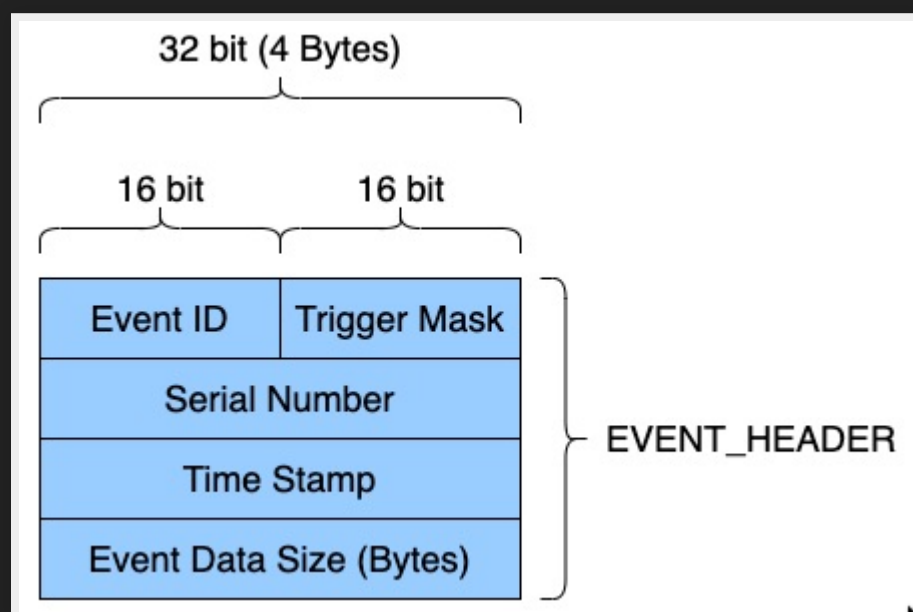 32 bit (4 Bytes)
16 bit 16 bit
Event ID Trigger Mask
Serial Number
Time Stamp
EVENT_HEADER
Event Data Size (Bytes)